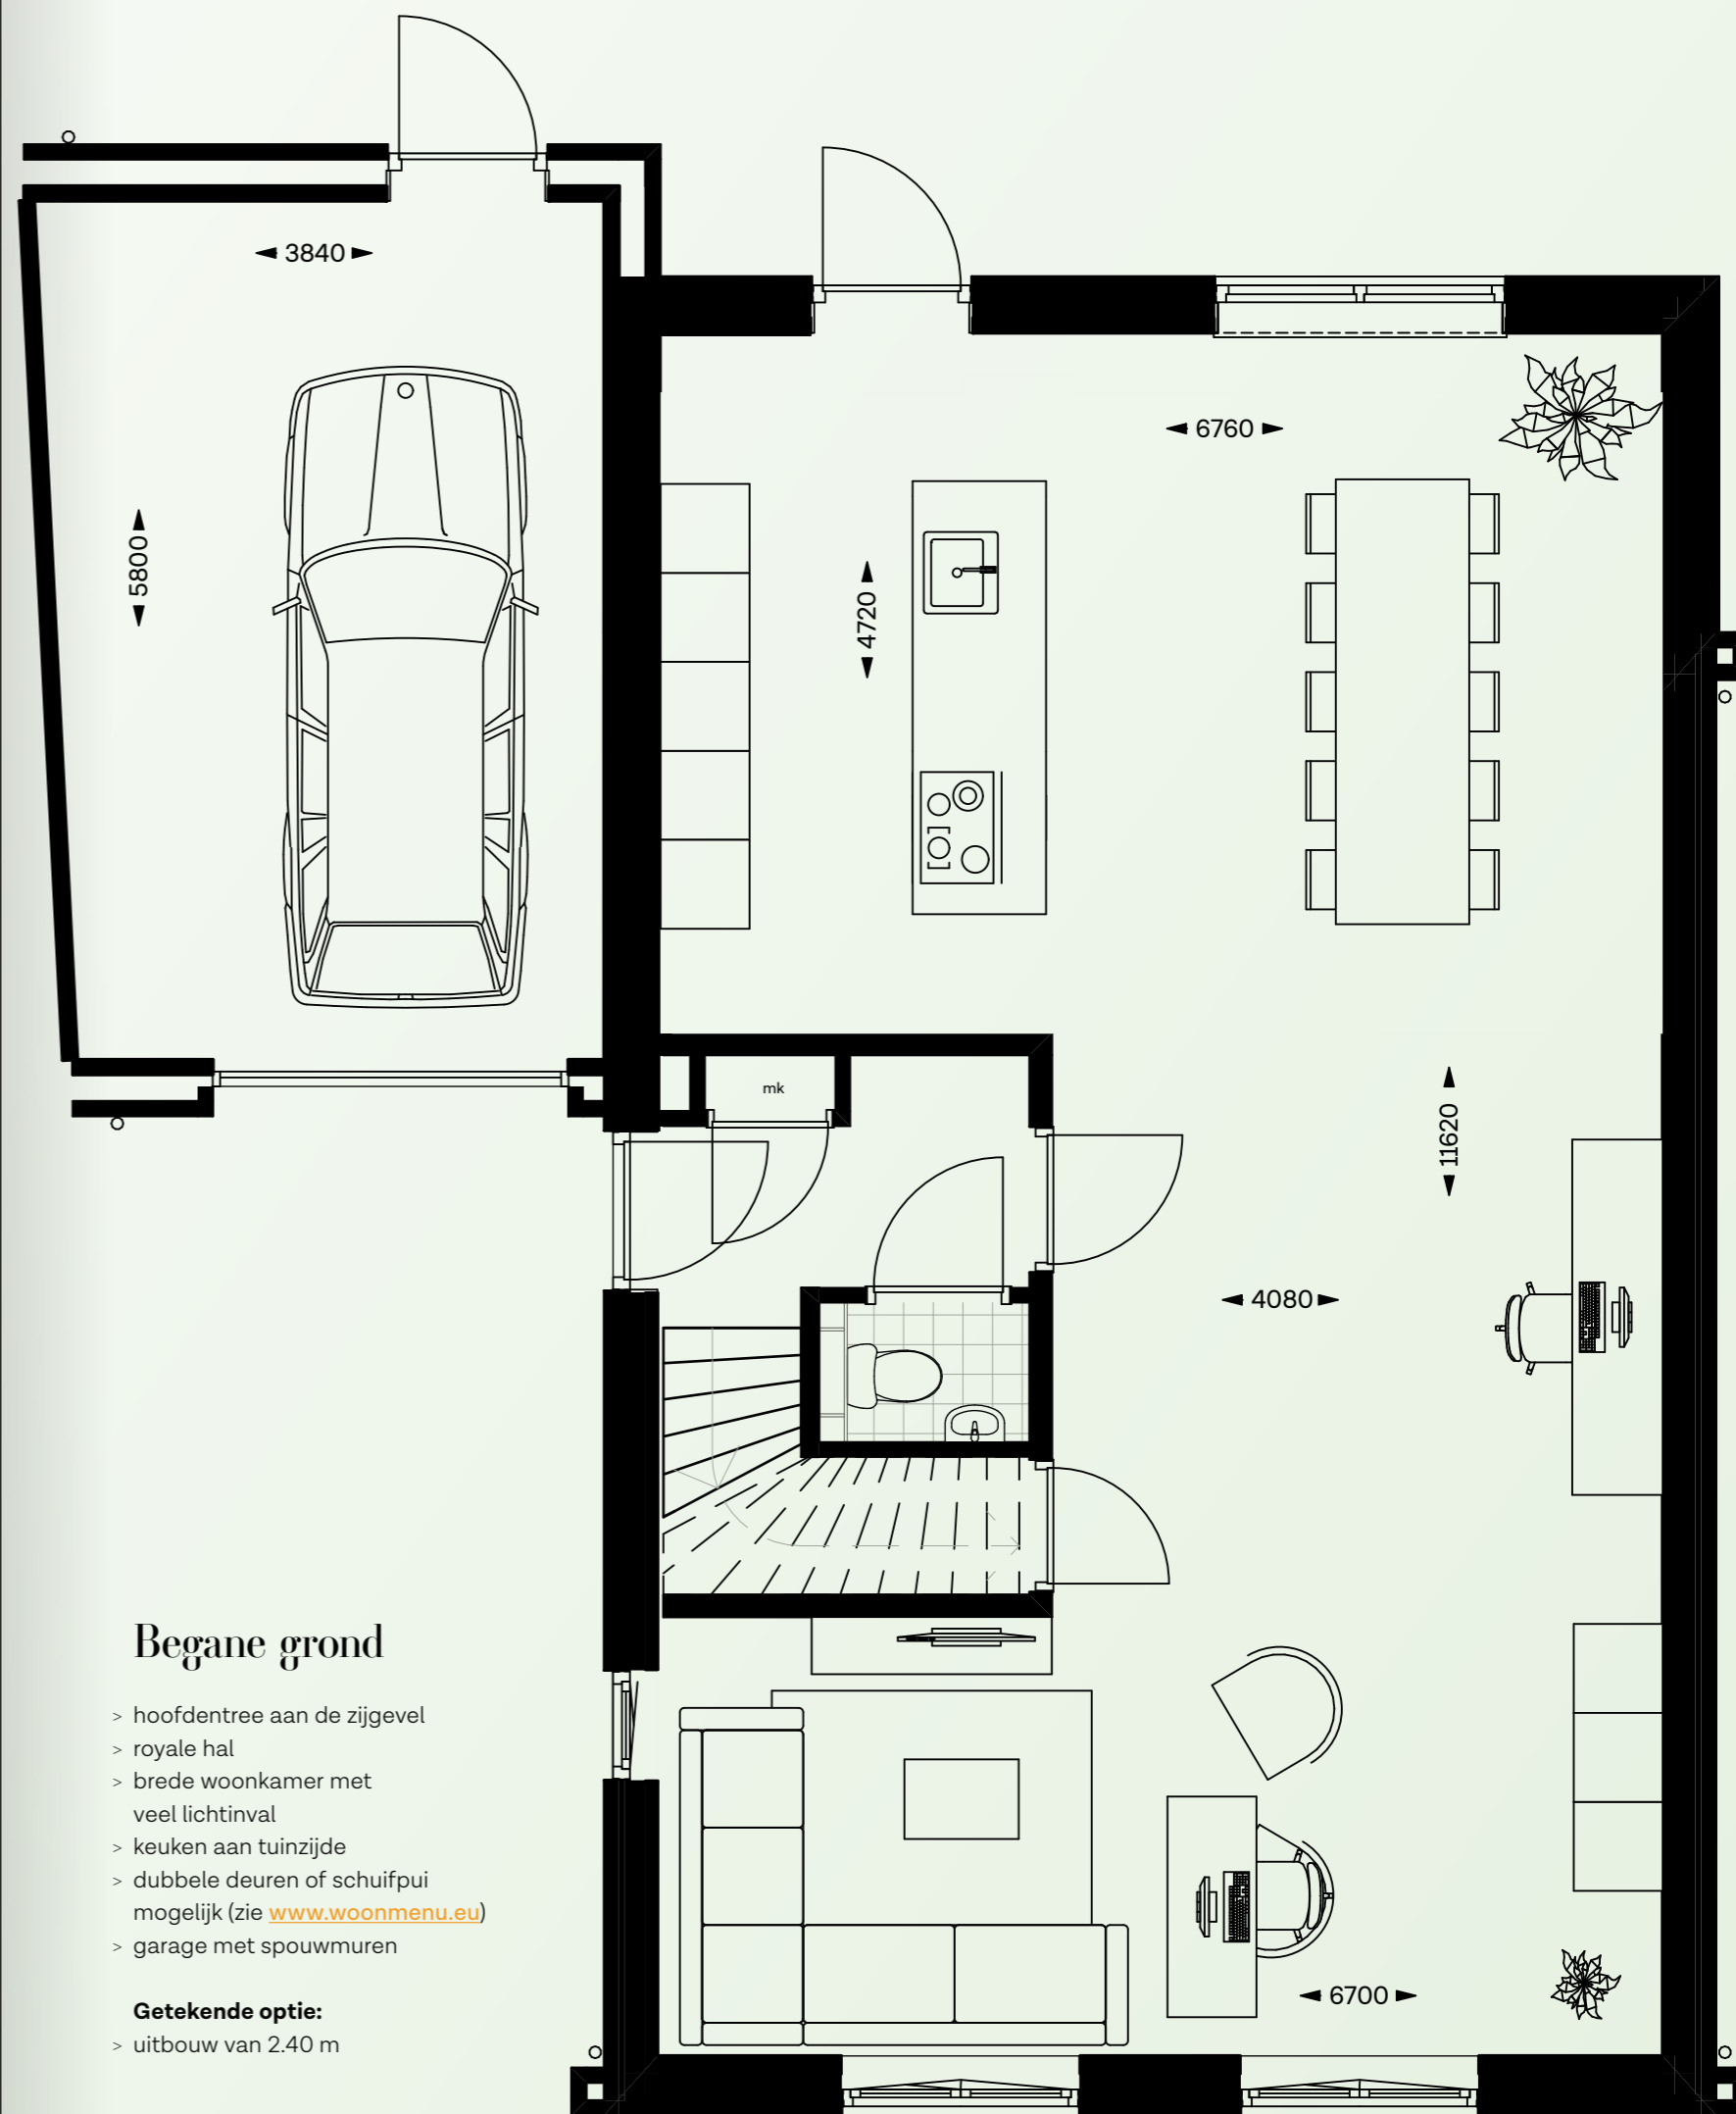 3840
6760
5800
4720
mk
11620
4080
Begane grond
> hoofdentree aan de zijgevel
> royale hal
> brede woonkamer met
veel lichtinval
> keuken aan tuinzijde
> dubbele deuren of schuifpui
mogelijk (zie www.woonmenu.eu)
> garage met spouwmuren
Getekende optie:
> uitbouw van 2.40 m
6700